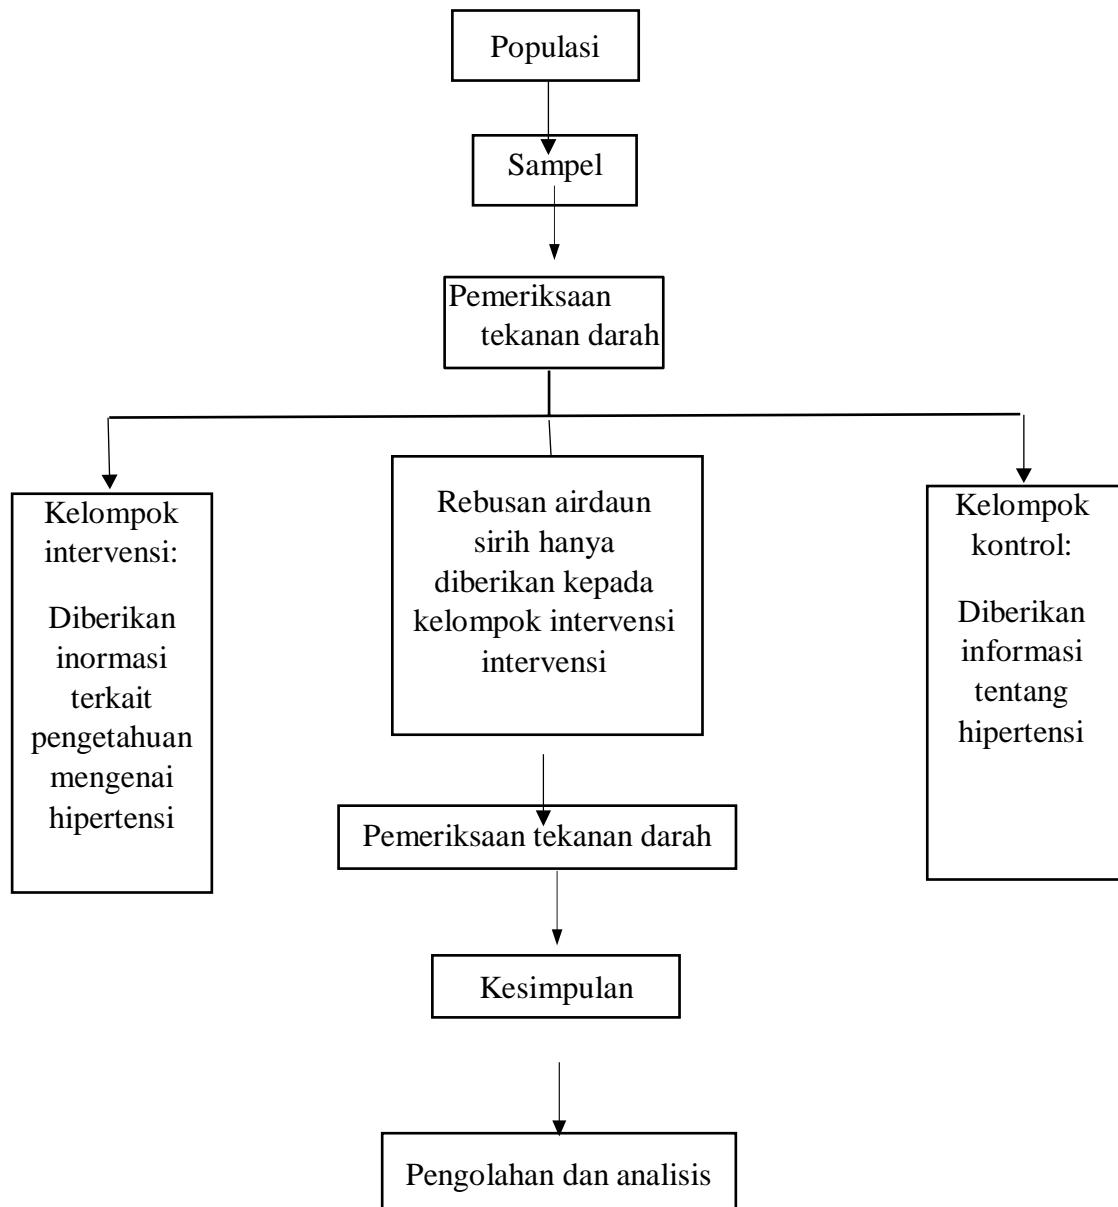 Populasi
Sampel
Pemeriksaan
tekanan darah
Kelompok
intervensi:
Diberikan
inormasi
terkait
pengetahuan
mengenai
hipertensi
Rebusan airdaun
sirih hanya
diberikan kepada
kelompok intervensi
intervensi
Kelompok
kontrol:
Diberikan
informasi
tentang
hipertensi
Pemeriksaan tekanan darah
Kesimpulan
Pengolahan dan analisis